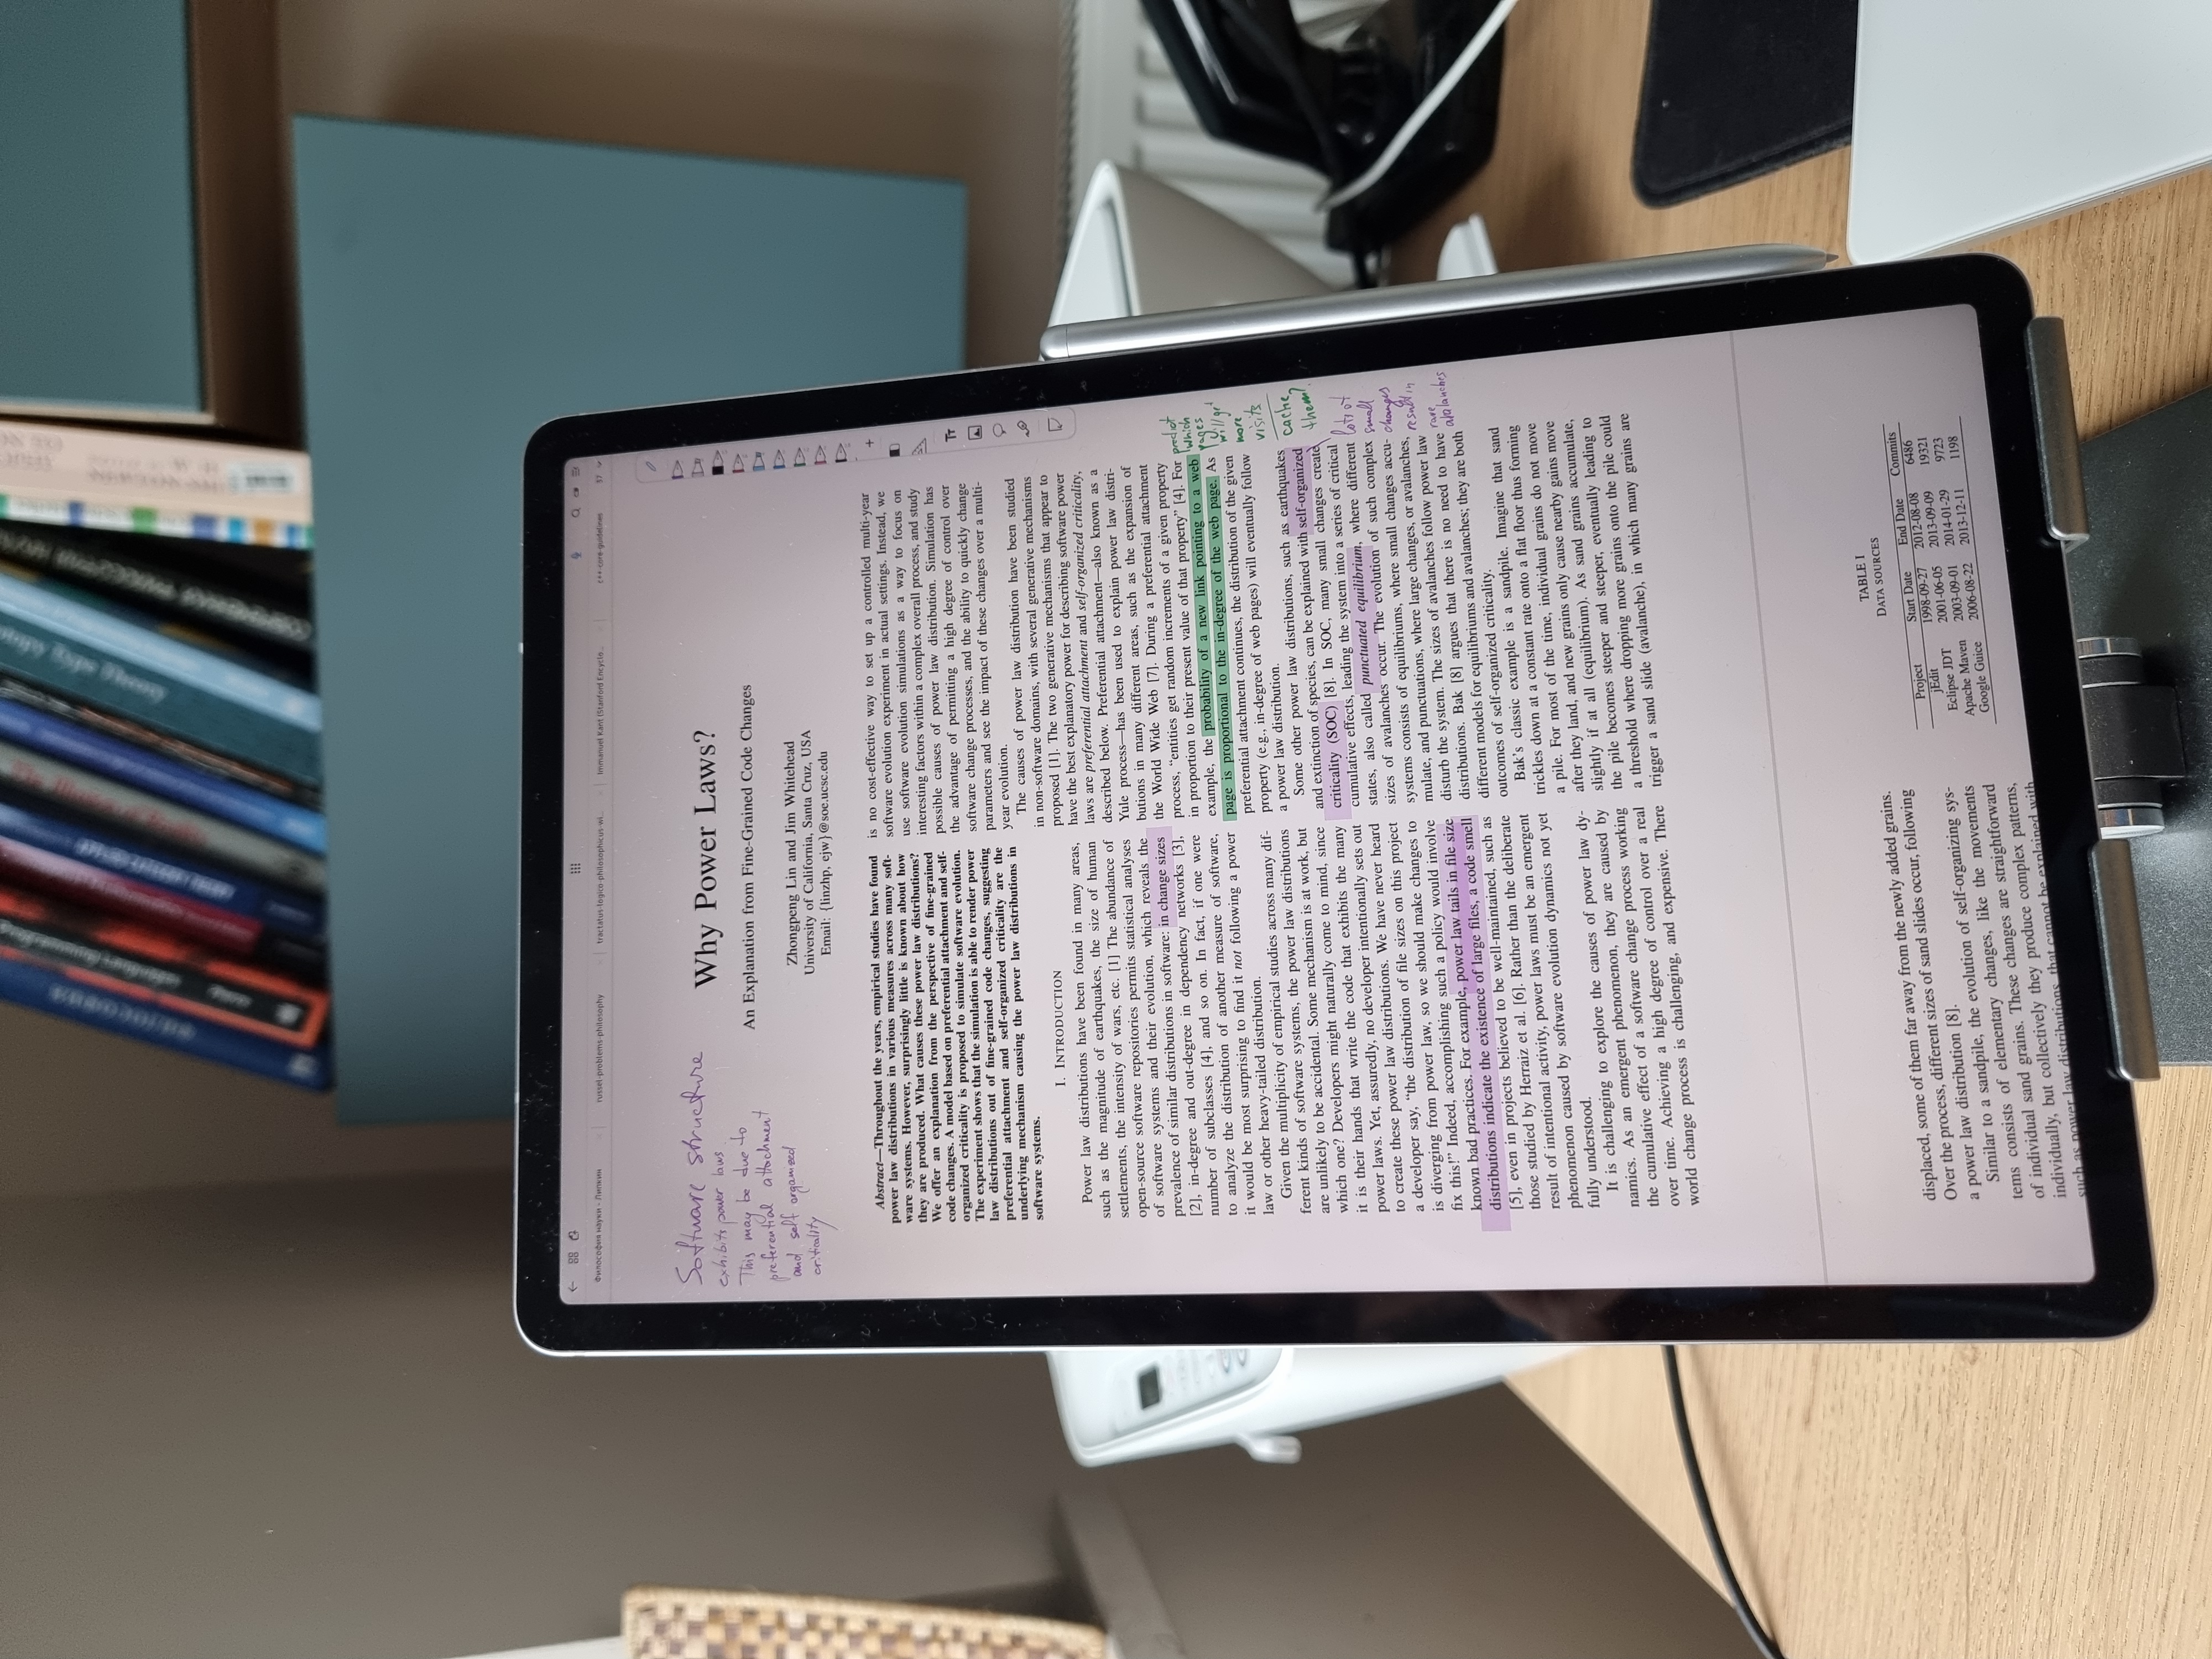 Type Theory
Философия науки - Липкин
russel-problems-philosophy
tractatus-logico-philosophicus-wi...
Immanuel Kant (Stanford Encyclo...
c++-core-guidelines
37
Software structure
exhibits power laws.
This may be due to
preferential attachment
and self organized
criticality
Why Power Laws?
An Explanation from Fine-Grained Code Changes
Zhongpeng Lin and Jim Whitehead
University of California, Santa Cruz, USA
Email: {linzhp, ejw}@soe.ucsc.edu
Abstract—Throughout the years, empirical studies have found
power law distributions in various measures across many soft-
ware systems. However, surprisingly little is known about how
they are produced. What causes these power law distributions?
We offer an explanation from the perspective of fine-grained
code changes. A model based on preferential attachment and self-
organized criticality is proposed to simulate software evolution.
The experiment shows that the simulation is able to render power
law distributions out of fine-grained code changes, suggesting
preferential attachment and self-organized criticality are the
underlying mechanism causing the power law distributions in
software systems.
I. INTRODUCTION
Power law distributions have been found in many areas,
such as the magnitude of earthquakes, the size of human
settlements, the intensity of wars, etc. [1] The abundance of
open-source software repositories permits statistical analyses
of software systems and their evolution, which reveals the
prevalence of similar distributions in software: in change sizes
[2], in-degree and out-degree in dependency networks [3],
number of subclasses [4], and so on. In fact, if one were
to analyze the distribution of another measure of software,
it would be most surprising to find it not following a power
law or other heavy-tailed distribution.
Given the multiplicity of empirical studies across many dif-
ferent kinds of software systems, the power law distributions
are unlikely to be accidental. Some mechanism is at work, but
which one? Developers might naturally come to mind, since
it is their hands that write the code that exhibits the many
power laws. Yet, assuredly, no developer intentionally sets out
to create these power law distributions. We have never heard
a developer say, “the distribution of file sizes on this project
is diverging from power law, so we should make changes to
fix this!” Indeed, accomplishing such a policy would involve
known bad practices. For example, power law tails in file size
distributions indicate the existence of large files, a code smell
[5], even in projects believed to be well-maintained, such as
those studied by Herraiz et al. [6]. Rather than the deliberate
result of intentional activity, power laws must be an emergent
phenomenon caused by software evolution dynamics not yet
fully understood.
It is challenging to explore the causes of power law dy-
namics. As an emergent phenomenon, they are caused by
the cumulative effect of a software change process working
over time. Achieving a high degree of control over a real
world change process is challenging, and expensive. There
is no cost-effective way to set up a controlled multi-year
software evolution experiment in actual settings. Instead, we
use software evolution simulations as a way to focus on
interesting factors within a complex overall process, and study
possible causes of power law distribution. Simulation has
the advantage of permitting a high degree of control over
software change processes, and the ability to quickly change
parameters and see the impact of these changes over a multi-
year evolution.
The causes of power law distribution have been studied
in non-software domains, with several generative mechanisms
proposed [1]. The two generative mechanisms that appear to
have the best explanatory power for describing software power
laws are preferential attachment and self-organized criticality,
described below. Preferential attachment—also known as a
Yule process—has been used to explain power law distri-
butions in many different areas, such as the expansion of
the World Wide Web [7]. During a preferential attachment
process, “entities get random increments of a given property
in proportion to their present value of that property” [4]. For
example, the probability of a new link pointing to a web
page is proportional to the in-degree of the web page. As
preferential attachment continues, the distribution of the given
property (e.g., in-degree of web pages) will eventually follow
a power law distribution.
Some other power law distributions, such as earthquakes
and extinction of species, can be explained with self-organized
criticality (SOC) [8]. In SOC, many small changes create
cumulative effects, leading the system into a series of critical
states, also called punctuated equilibrium, where different
sizes of avalanches occur. The evolution of such complex
systems consists of equilibriums, where small changes accu-
mulate, and punctuations, where large changes, or avalanches,
disturb the system. The sizes of avalanches follow power law
distributions. Bak [8] argues that there is no need to have
different models for equilibriums and avalanches; they are both
outcomes of self-organized criticality.
Bak’s classic example is a sandpile. Imagine that sand
trickles down at a constant rate onto a flat floor thus forming
a pile. For most of the time, individual grains do not move
after they land, and new grains only cause nearby gains move
slightly if at all (equilibrium). As sand grains accumulate,
the pile becomes steeper and steeper, eventually leading to
a threshold where dropping more grains onto the pile could
trigger a sand slide (avalanche), in which many grains are
predict
which
pages
will get
more
visits
cache
them?
lots of
small
changes
result in
rare
avalanches
Tт
displaced, some of them far away from the newly added grains.
Over the process, different sizes of sand slides occur, following
a power law distribution [8].
Similar to a sandpile, the evolution of self-organizing sys-
tems consists of elementary changes, like the movements
of individual sand grains. These changes are straightforward
individually, but collectively they produce complex patterns,
such as power law distributions, that cannot be explained with
TABLE I
DATA SOURCES
Project Start Date End Date Commits
jEdit 1998-09-27 2012-08-08 6486
Eclipse JDT 2001-06-05 2013-09-09 19321
Apache Maven 2003-09-01 2014-01-29 9723
Google Guice 2006-08-22 2013-12-11 1198